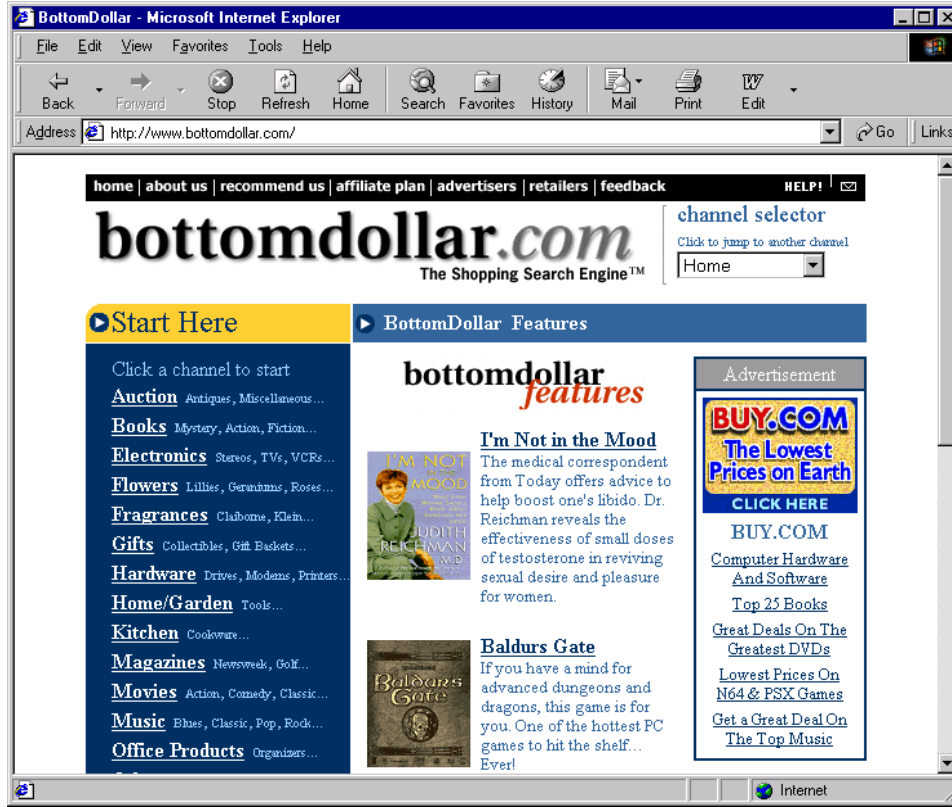 BottomDollar - Microsoft Internet Explorer
File Edit View Favorites Tools Help
Back Forward Stop Refresh Home Search Favorites History Mail Print Edit
Address http://www.bottomdollar.com/ Go Links
home | about us | recommend us | affiliate plan | advertisers | retailers | feedback HELP!
bottomdollar.com
The Shopping Search Engine™
channel selector
Click to jump to another channel
Home
Start Here
Click a channel to start
Auction Antiques, Miscellaneous...
Books Mystery, Action, Fiction...
Electronics Stereos, TVs, VCRs...
Flowers Lillies, Geraniums, Roses...
Fragrances Claiborne, Klein...
Gifts Collectibles, Gift Baskets...
Hardware Drives, Modems, Printers...
Home/Garden Tools...
Kitchen Cookware...
Magazines Newsweek, Golf...
Movies Action, Comedy, Classic...
Music Blues, Classic, Pop, Rock...
Office Products Organizers...
BottomDollar Features
bottomdollar
features
I'M NOT
IN THE
MOOD
JUDITH
REICHMAN
M.D.
I'm Not in the Mood
The medical correspondent
from Today offers advice to
help boost one's libido. Dr.
Reichman reveals the
effectiveness of small doses
of testosterone in reviving
sexual desire and pleasure
for women.
Baldurs
Gate
Baldurs Gate
If you have a mind for
advanced dungeons and
dragons, this game is for
you. One of the hottest PC
games to hit the shelf...
Ever!
Advertisement
BUY.COM
The Lowest
Prices on Earth
CLICK HERE
BUY.COM
Computer Hardware
And Software
Top 25 Books
Great Deals On The
Greatest DVDs
Lowest Prices On
N64 & PSX Games
Get a Great Deal On
The Top Music
Internet